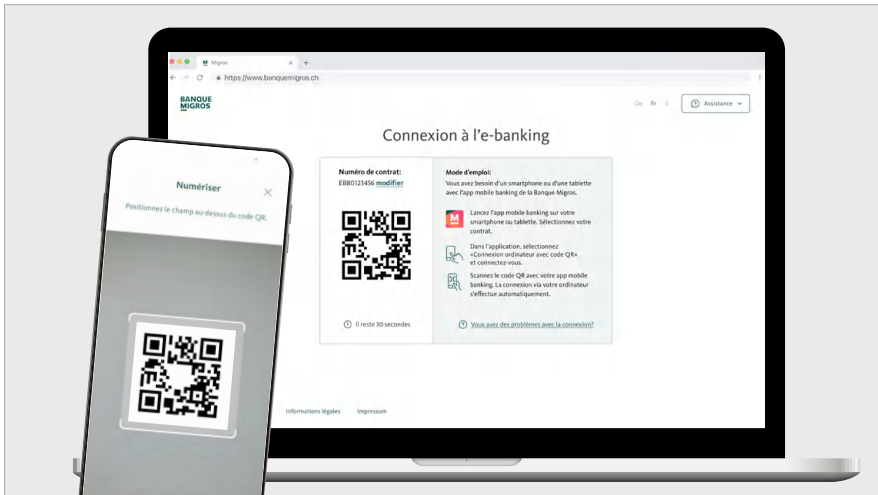 M Migros
https://www.banquemigros.ch
BANQUE
MIGROS
De Fr It
Assistance
Connexion à l'e-banking
Numéro de contrat:
EB80123456 modifier
Il reste 30 secondes
Mode d'emploi:
Vous avez besoin d'un smartphone ou d'une tablette
avec l'app mobile banking de la Banque Migros.
M
Lancez l'app mobile banking sur votre
smartphone ou tablette. Sélectionnez votre
contrat.
Dans l'application, sélectionnez
«Connexion ordinateur avec code QR»
et connectez-vous.
Scannez le code QR avec votre app mobile
banking. La connexion via votre ordinateur
s'effectue automatiquement.
Vous avez des problèmes avec la connexion?
Informations légales Impressum
Numériser
Positionnez le champ au-dessus du code QR.